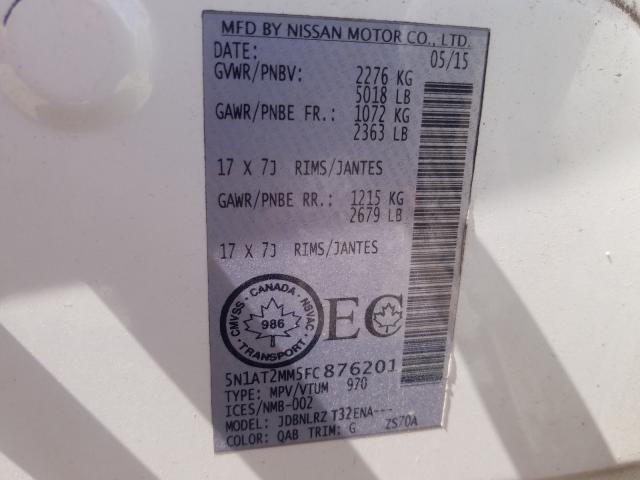 MFD BY NISSAN MOTOR CO., LTD.
DATE: 05/15
GVWR/PNBV: 2276 KG
5018 LB
GAWR/PNBE FR.: 1072 KG
2363 LB
17 X 7J RIMS/JANTES
GAWR/PNBE RR.: 1215 KG
2679 LB
17 X 7J RIMS/JANTES
CANADA
CMVSS NSVAC
986
TRANSPORT
EC
5N1AT2MM5FC876201
TYPE: MPV/VTUM 970
ICES/NMB-002
MODEL: JDBNLRZ T32ENA---
COLOR: QAB TRIM: G ZS70A